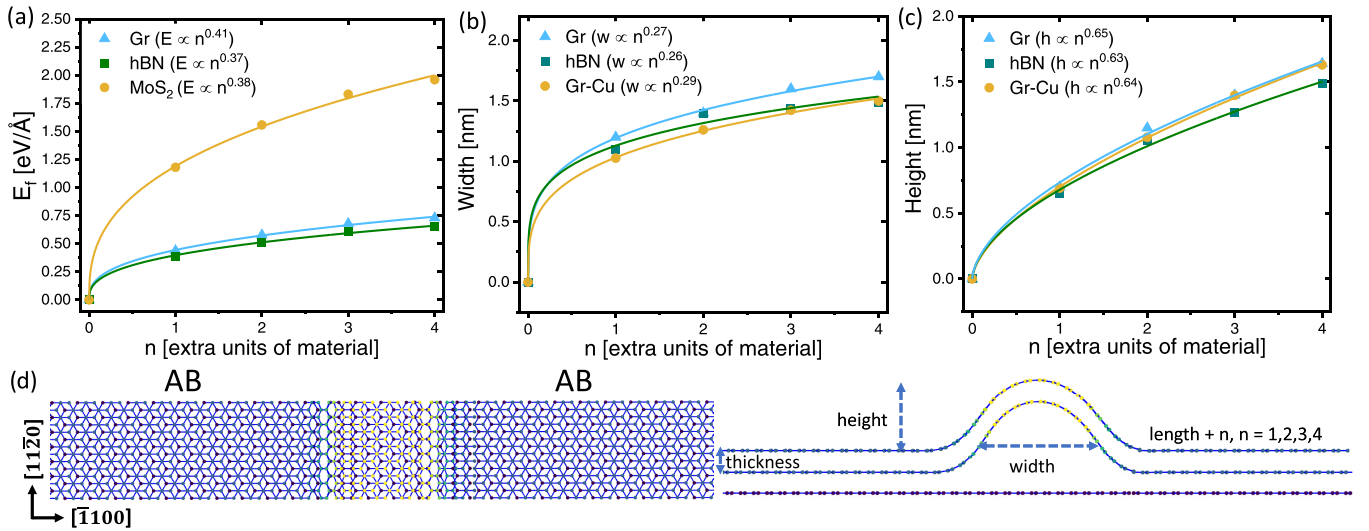 (a)
2.50
2.25
2.00
1.75
1.50
1.25
1.00
0.75
0.50
0.25
0.00
E_f [eV/Å]
Gr (E ∝ n^0.41)
hBN (E ∝ n^0.37)
MoS₂ (E ∝ n^0.38)
0 1 2 3 4
n [extra units of material]
(b)
2.0
1.5
1.0
0.5
0.0
Width [nm]
Gr (w ∝ n^0.27)
hBN (w ∝ n^0.26)
Gr-Cu (w ∝ n^0.29)
0 1 2 3 4
n [extra units of material]
(c)
2.0
1.5
1.0
0.5
0.0
Height [nm]
Gr (h ∝ n^0.65)
hBN (h ∝ n^0.63)
Gr-Cu (h ∝ n^0.64)
0 1 2 3 4
n [extra units of material]
(d)
AB AB
[112̅0]
[1̅100]
height
thickness
width
length + n, n = 1,2,3,4